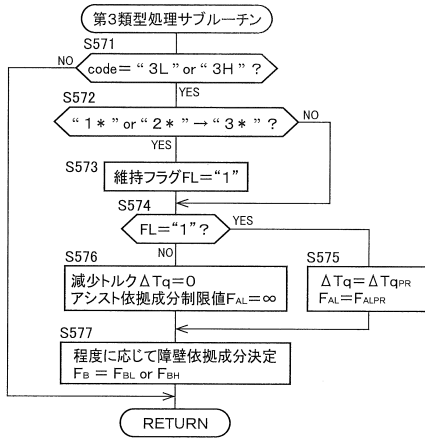 第3類型処理サブルーチン
S571
NO
code=“3L”or“3H”?
YES
S572
“1*”or“2*”→“3*”?
NO
YES
S573
維持フラグFL=“1”
S574
FL=“1”?
YES
NO
S576
S575
減少トルクΔTq=0
アシスト依拠成分制限値FAL=∞
ΔTq=ΔTqPR
FAL=FALPR
S577
程度に応じて障壁依拠成分決定
FB = FBL or FBH
RETURN